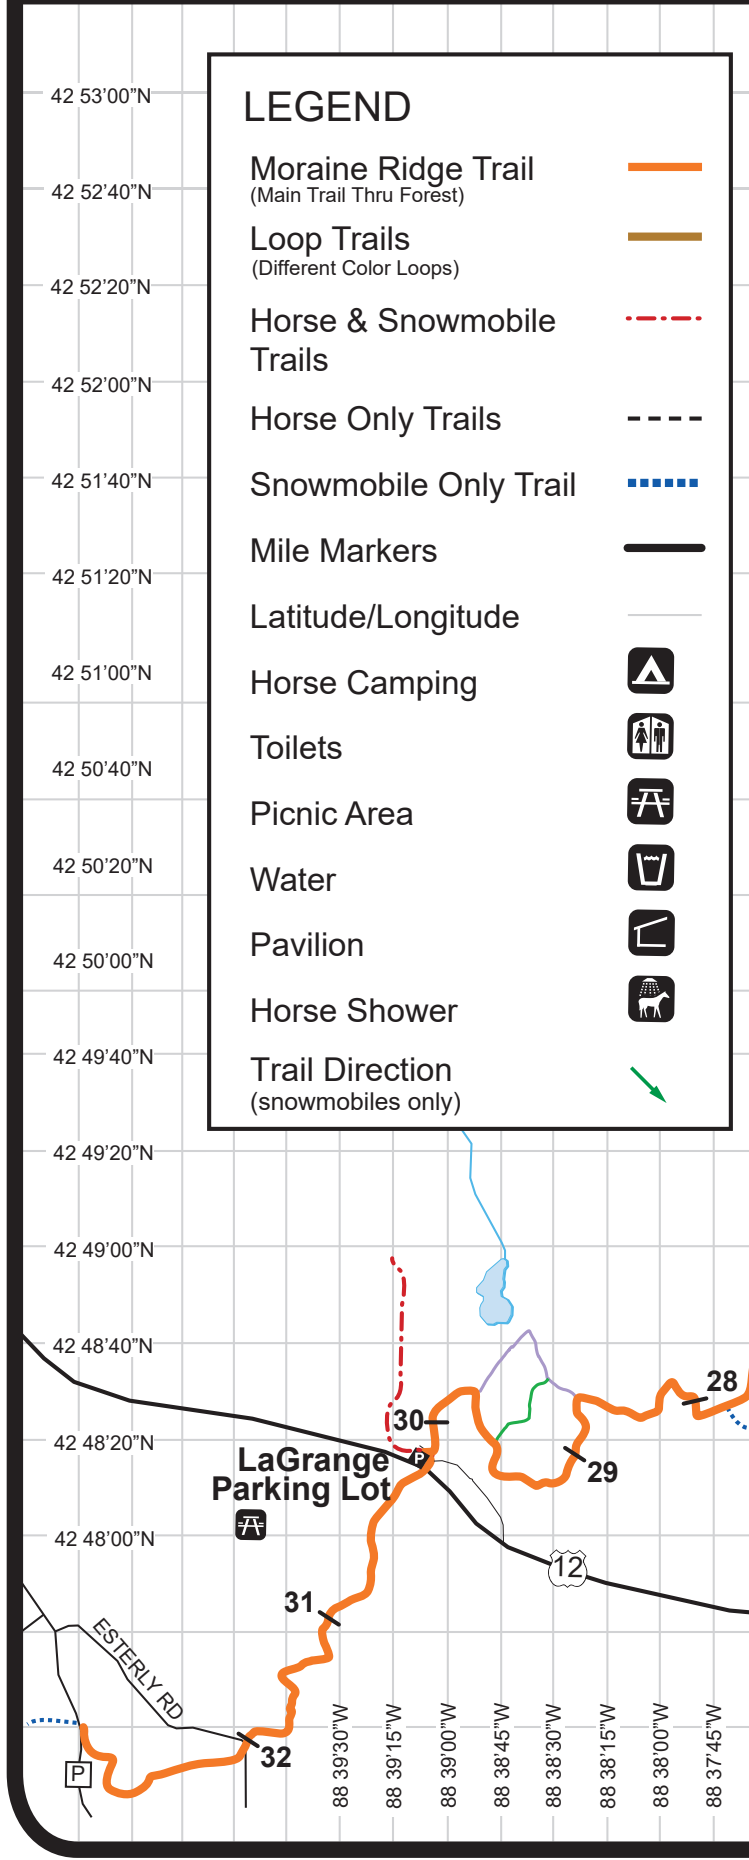 LEGEND
Moraine Ridge Trail
(Main Trail Thru Forest)
Loop Trails
(Different Color Loops)
Horse & Snowmobile
Trails
Horse Only Trails
Snowmobile Only Trail
Mile Markers
Latitude/Longitude
Horse Camping
Toilets
Picnic Area
Water
Pavilion
Horse Shower
Trail Direction
(snowmobiles only)
42 53'00"N
42 52'40"N
42 52'20"N
42 52'00"N
42 51'40"N
42 51'20"N
42 51'00"N
42 50'40"N
42 50'20"N
42 50'00"N
42 49'40"N
42 49'20"N
42 49'00"N
42 48'40"N
42 48'20"N
42 48'00"N
28
30
29
LaGrange
Parking Lot
P
12
31
ESTERLY RD
32
P
88 39'30"W
88 39'15"W
88 39'00"W
88 38'45"W
88 38'30"W
88 38'15"W
88 38'00"W
88 37'45"W